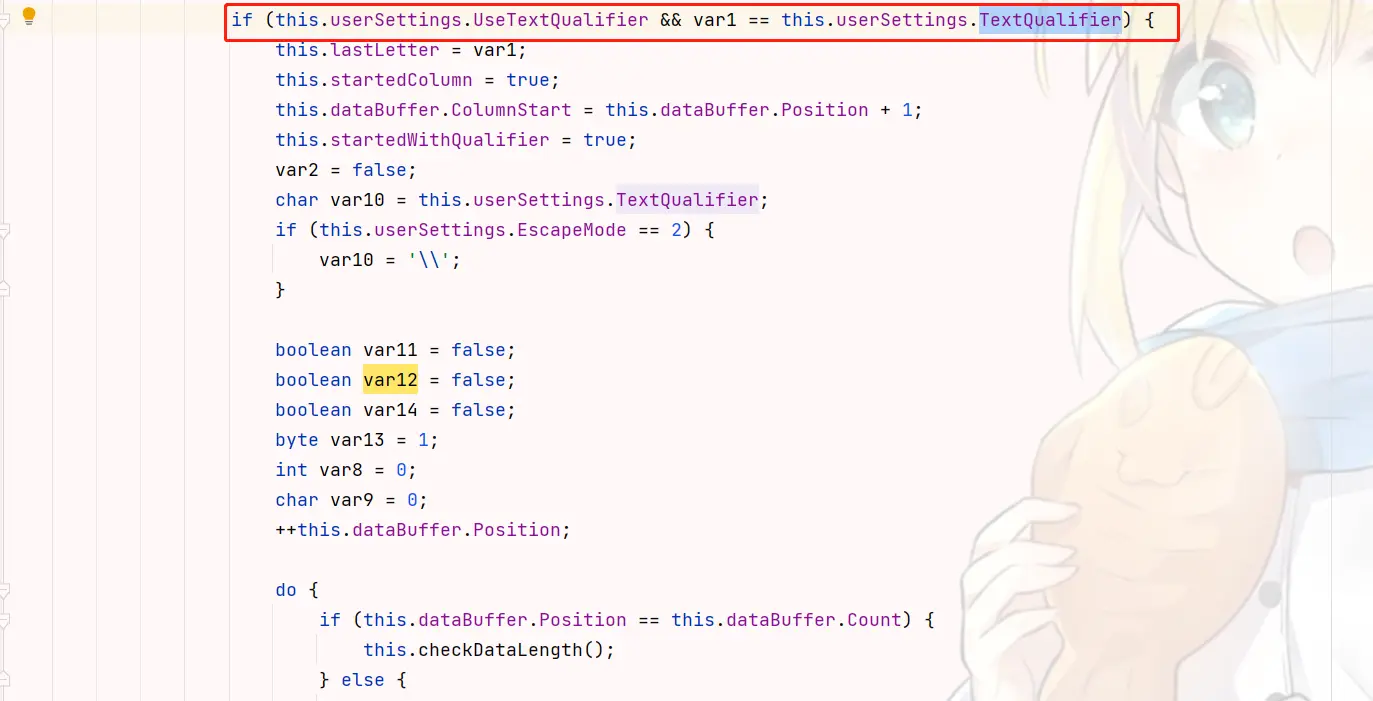 if (this.userSettings.UseTextQualifier && var1 == this.userSettings.TextQualifier) {
this.lastLetter = var1;
this.startedColumn = true;
this.dataBuffer.ColumnStart = this.dataBuffer.Position + 1;
this.startedWithQualifier = true;
var2 = false;
char var10 = this.userSettings.TextQualifier;
if (this.userSettings.EscapeMode == 2) {
var10 = '\\';
}
boolean var11 = false;
boolean var12 = false;
boolean var14 = false;
byte var13 = 1;
int var8 = 0;
char var9 = 0;
++this.dataBuffer.Position;
do {
if (this.dataBuffer.Position == this.dataBuffer.Count) {
this.checkDataLength();
} else {